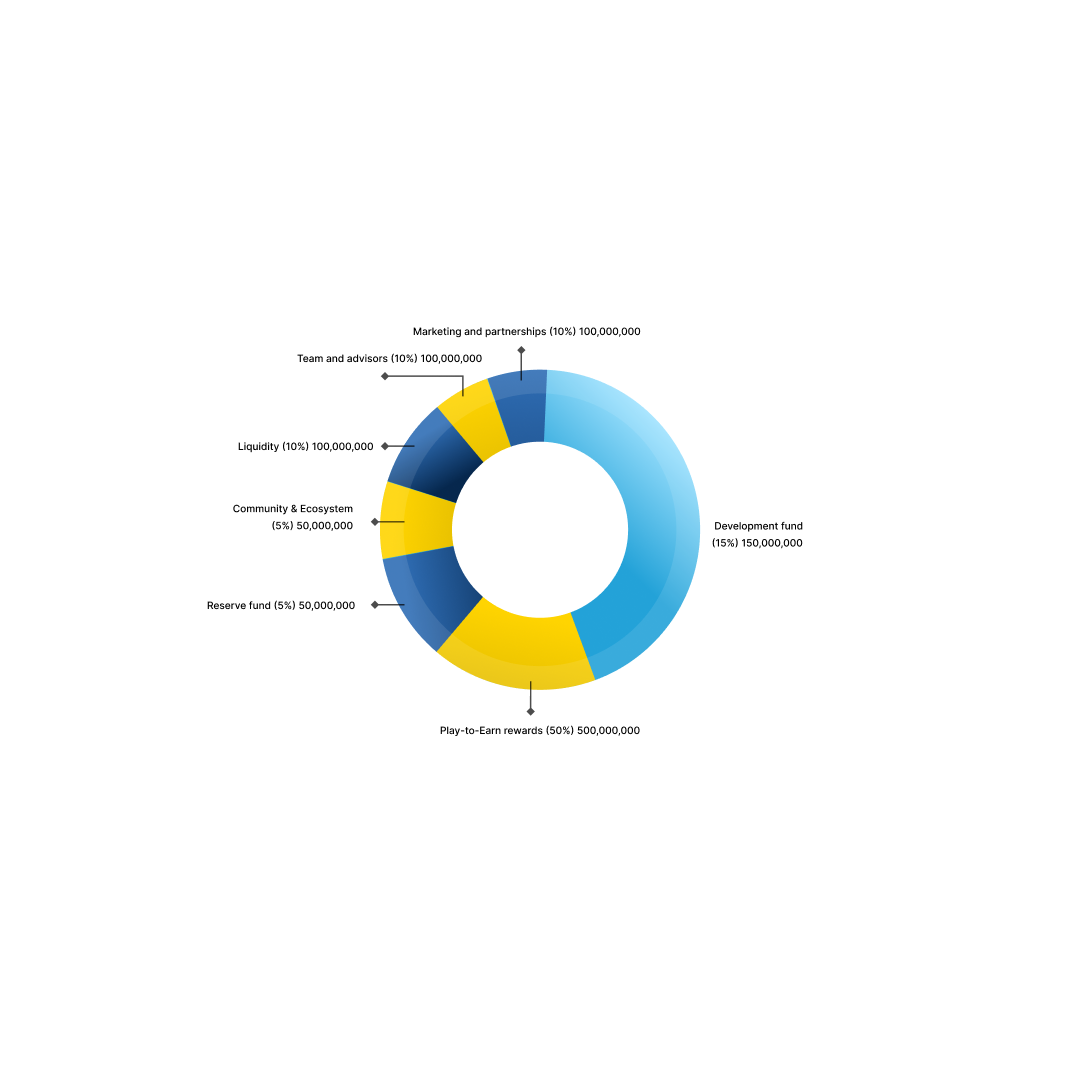 Marketing and partnerships (10%) 100,000,000
Team and advisors (10%) 100,000,000
Liquidity (10%) 100,000,000
Community & Ecosystem
(5%) 50,000,000
Development fund
(15%) 150,000,000
Reserve fund (5%) 50,000,000
Play-to-Earn rewards (50%) 500,000,000